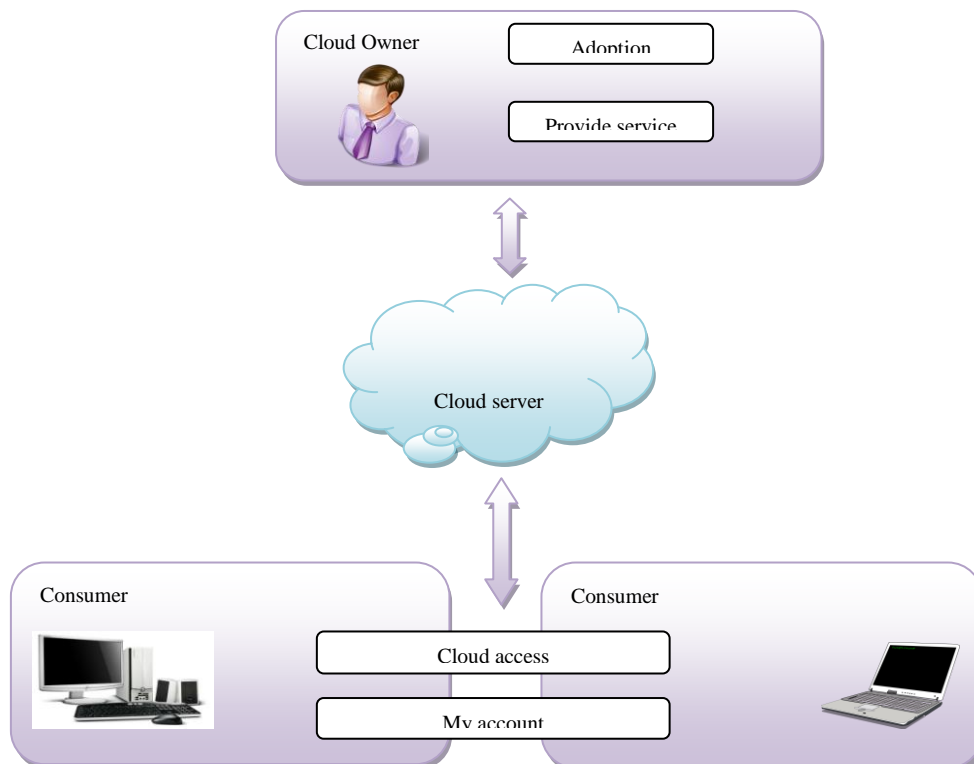 Cloud Owner
Adoption
Provide service
Cloud server
Consumer
Consumer
Cloud access
My account